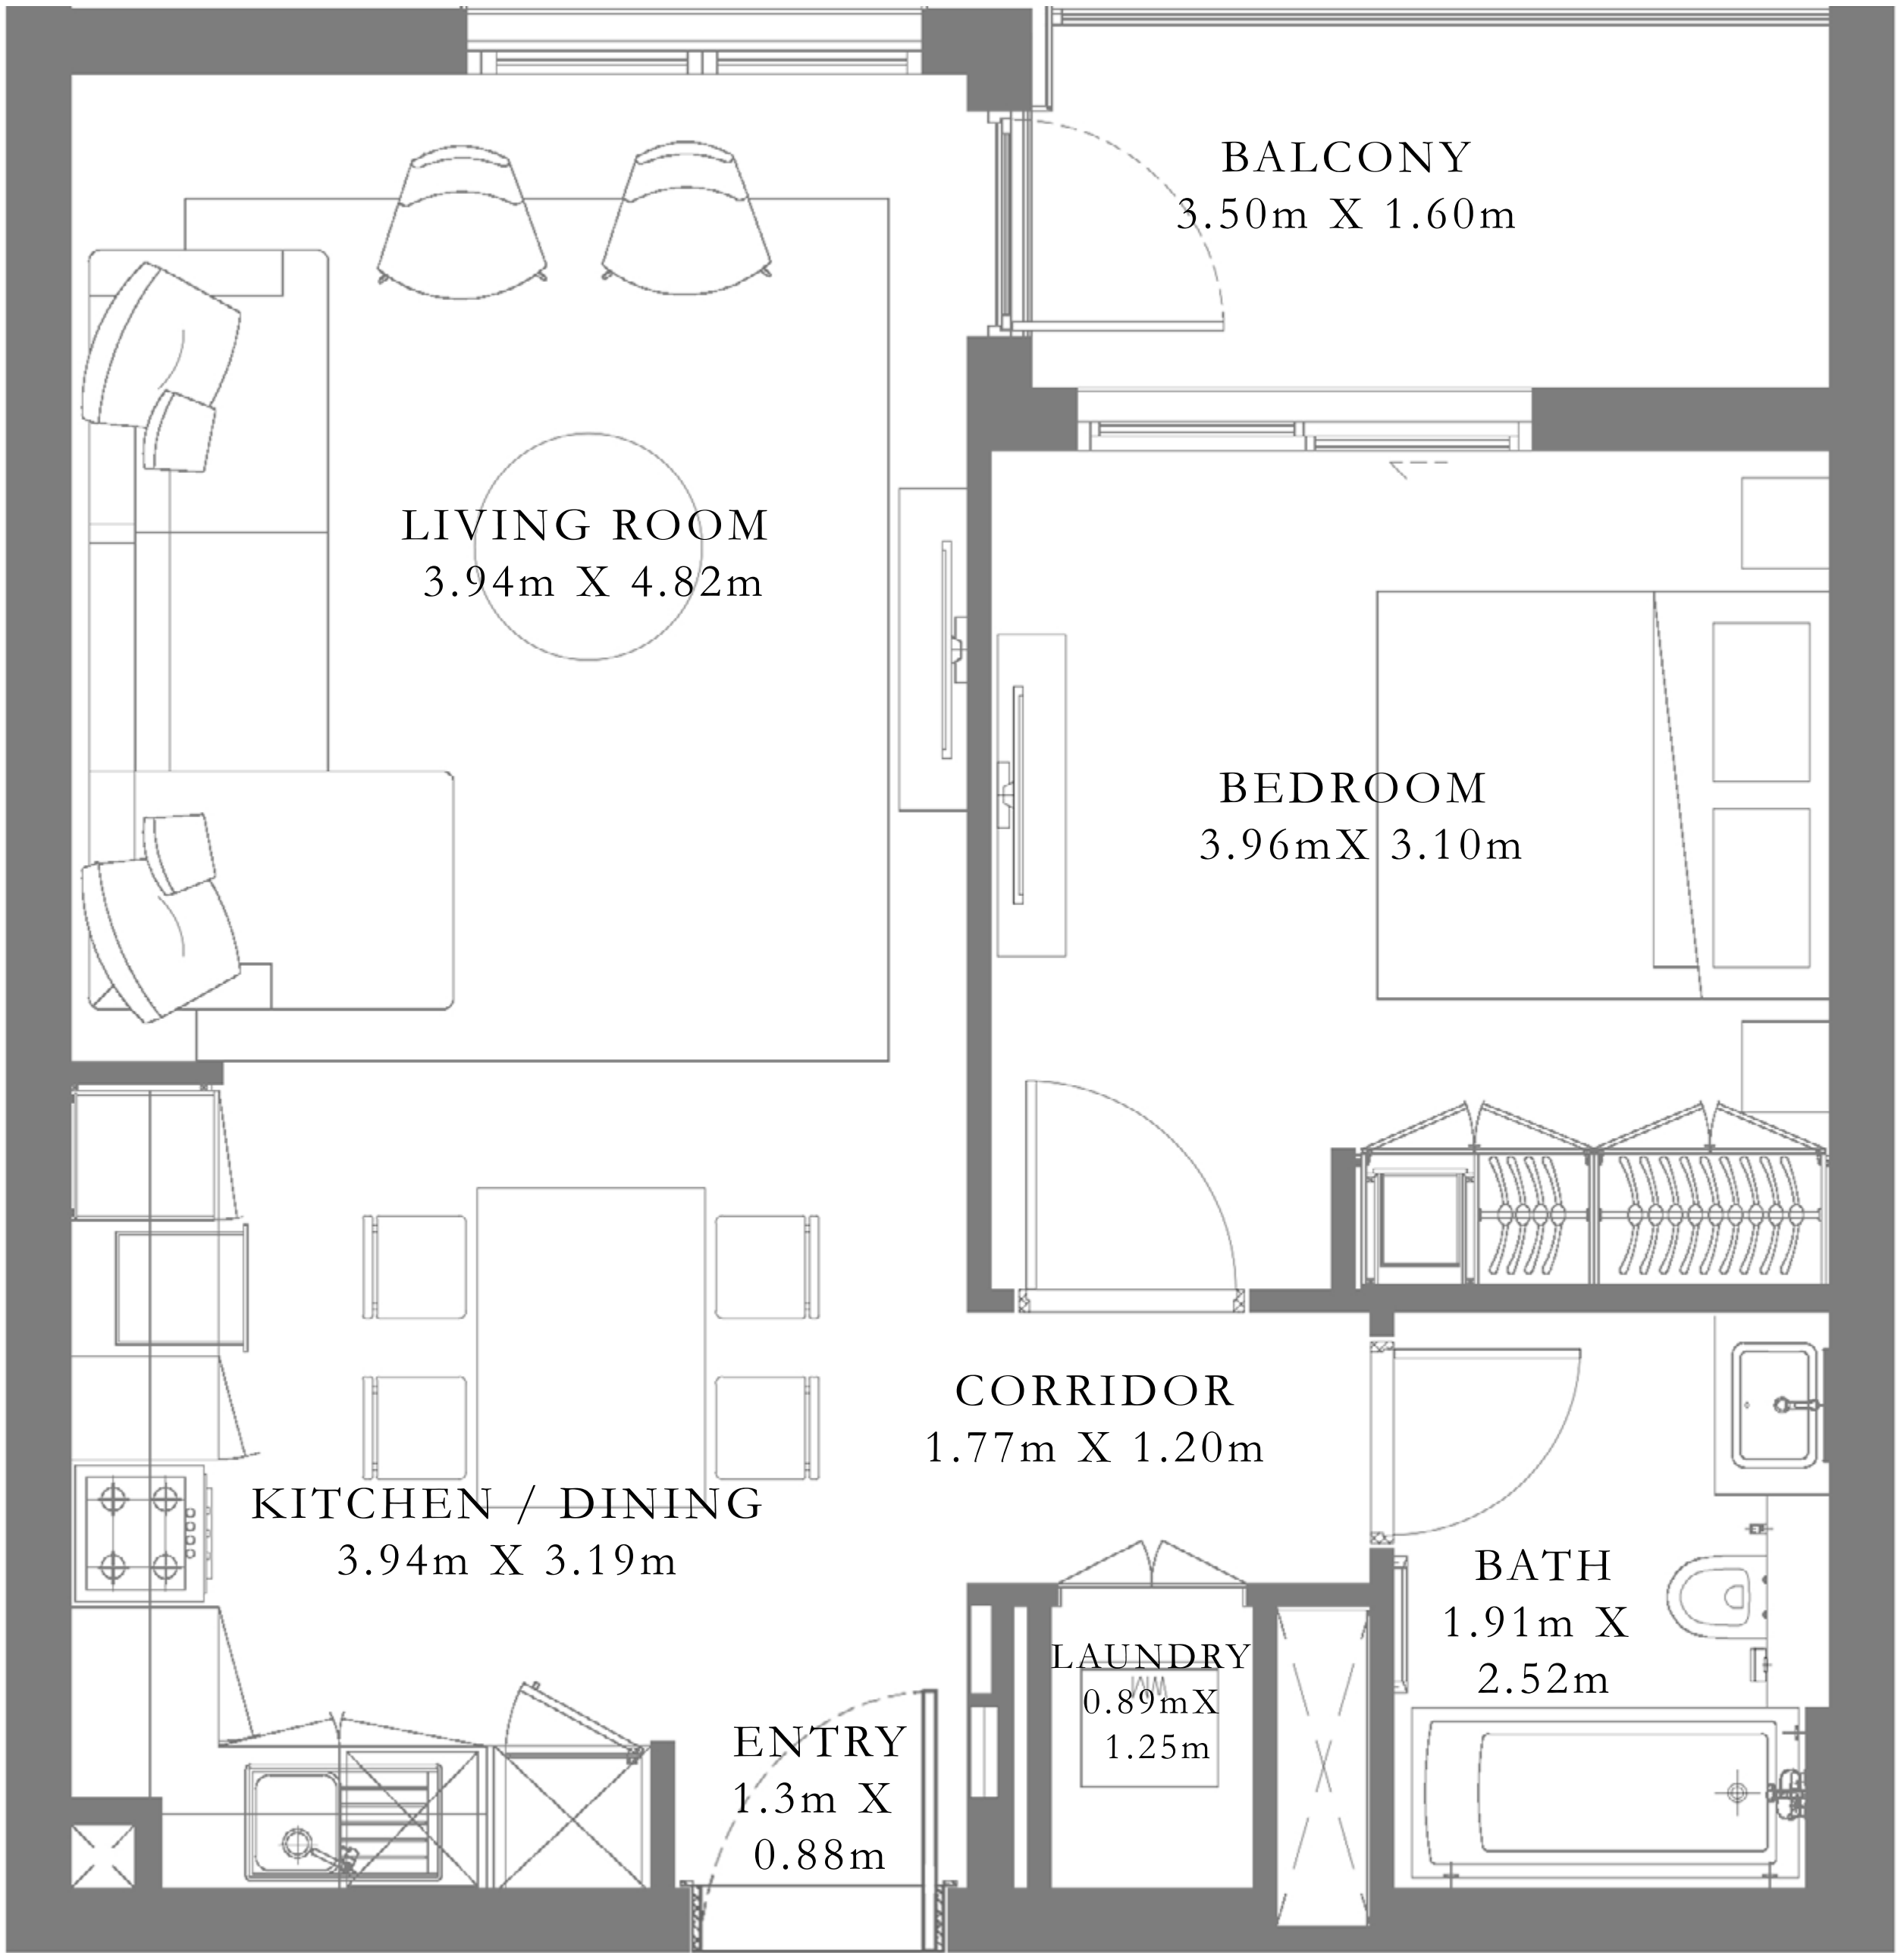 BALCONY
3.50m X 1.60m
LIVING ROOM
3.94m X 4.82m
BEDROOM
3.96mX 3.10m
CORRIDOR
1.77m X 1.20m
KITCHEN / DINING
3.94m X 3.19m
BATH
1.91m X
2.52m
LAUNDRY
WM
0.89mX
1.25m
ENTRY
1.3m X
0.88m